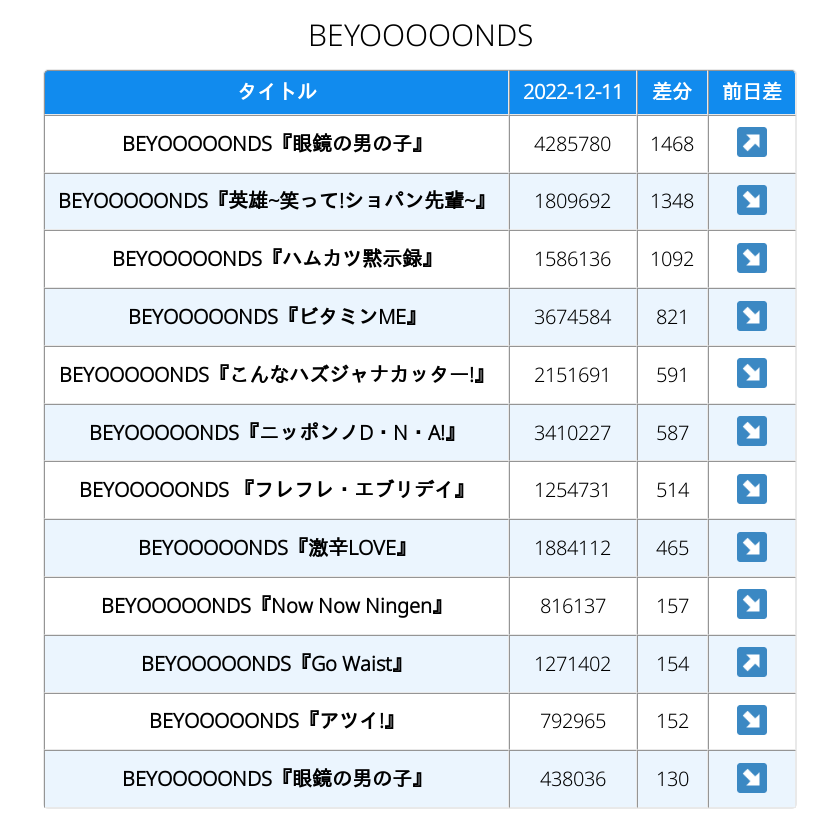 BEYOOOOONDS
タイトル 2022-12-11 差分 前日差
BEYOOOOONDS『眼鏡の男の子』 4285780 1468 ↗
BEYOOOOONDS『英雄~笑って!ショパン先輩~』 1809692 1348 ↘
BEYOOOOONDS『ハムカツ黙示録』 1586136 1092 ↘
BEYOOOOONDS『ビタミンME』 3674584 821 ↘
BEYOOOOONDS『こんなハズジャナカッター!』 2151691 591 ↘
BEYOOOOONDS『ニッポンノD・N・A!』 3410227 587 ↘
BEYOOOOONDS 『フレフレ・エブリデイ』 1254731 514 ↘
BEYOOOOONDS『激辛LOVE』 1884112 465 ↘
BEYOOOOONDS『Now Now Ningen』 816137 157 ↘
BEYOOOOONDS『Go Waist』 1271402 154 ↗
BEYOOOOONDS『アツイ!』 792965 152 ↘
BEYOOOOONDS『眼鏡の男の子』 438036 130 ↘